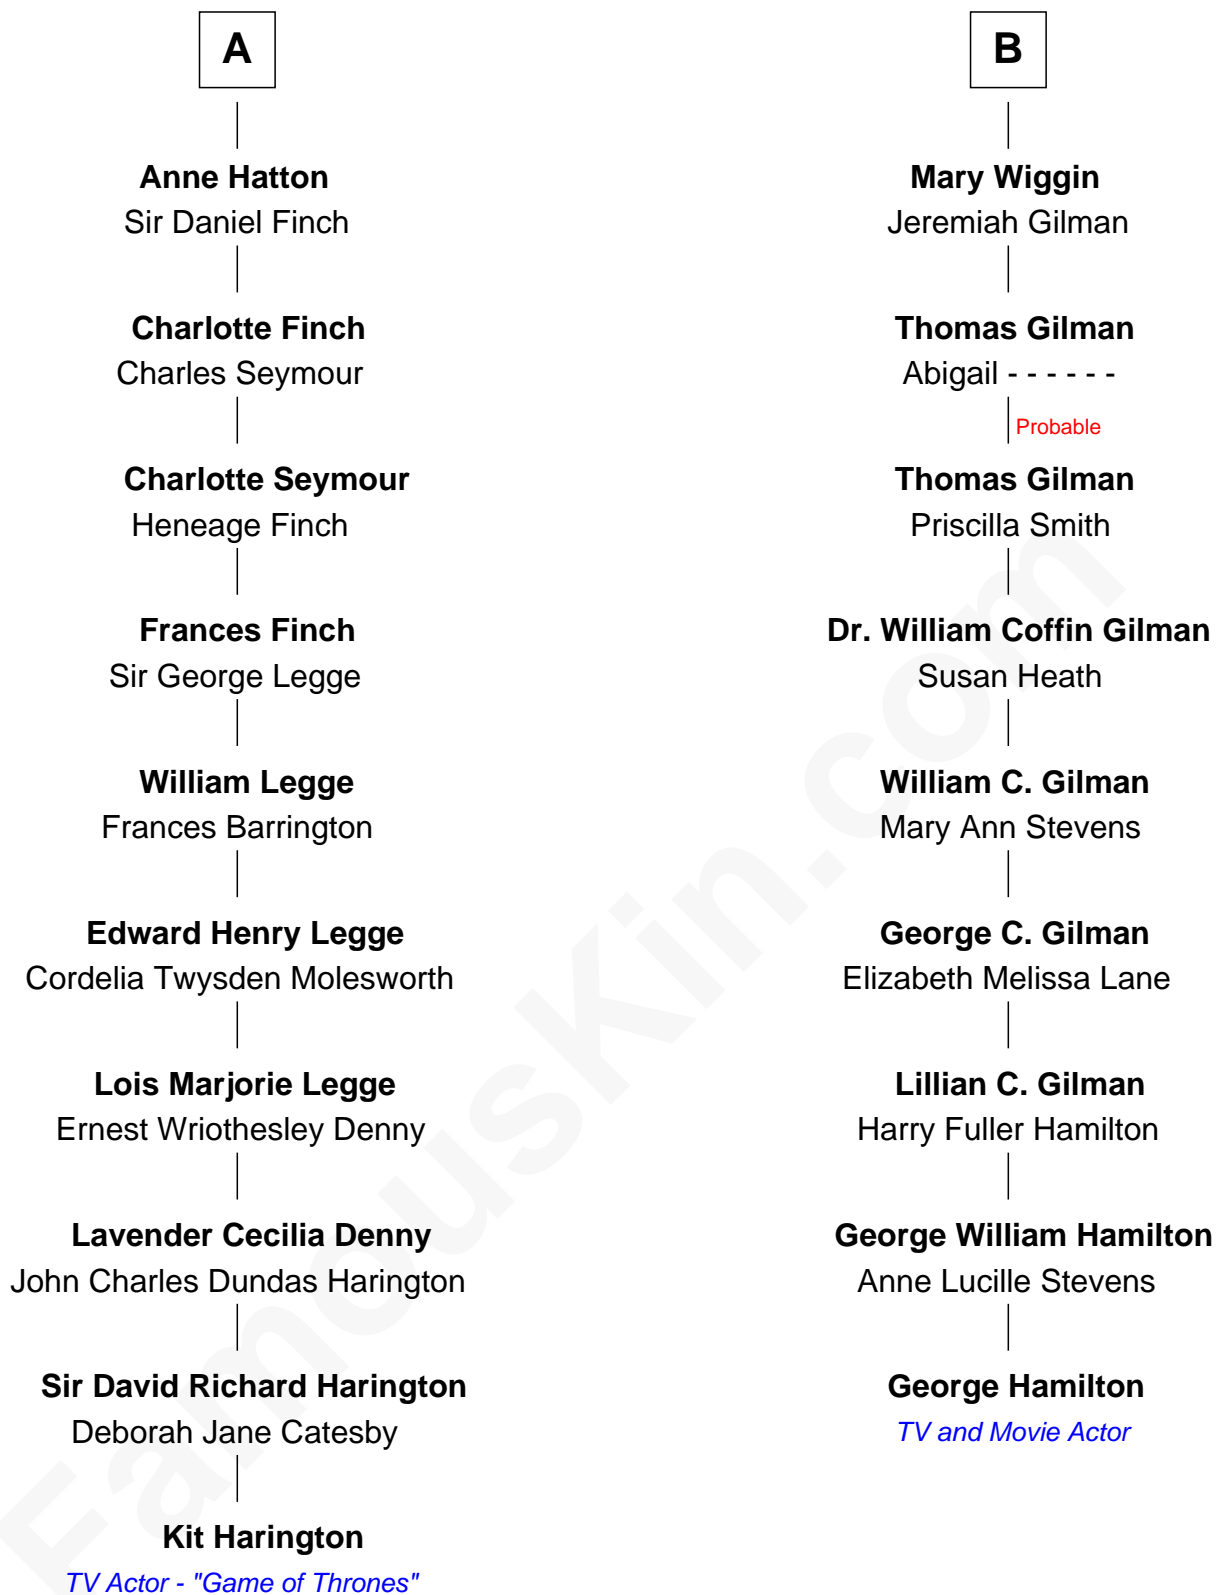 A
Anne Hatton
Sir Daniel Finch
Charlotte Finch
Charles Seymour
Charlotte Seymour
Heneage Finch
Frances Finch
Sir George Legge
William Legge
Frances Barrington
Edward Henry Legge
Cordelia Twysden Molesworth
Lois Marjorie Legge
Ernest Wriothesley Denny
Lavender Cecilia Denny
John Charles Dundas Harington
Sir David Richard Harington
Deborah Jane Catesby
Kit Harington
TV Actor - "Game of Thrones"
B
Mary Wiggin
Jeremiah Gilman
Thomas Gilman
Abigail - - - - - -
Probable
Thomas Gilman
Priscilla Smith
Dr. William Coffin Gilman
Susan Heath
William C. Gilman
Mary Ann Stevens
George C. Gilman
Elizabeth Melissa Lane
Lillian C. Gilman
Harry Fuller Hamilton
George William Hamilton
Anne Lucille Stevens
George Hamilton
TV and Movie Actor
FamousKin.com